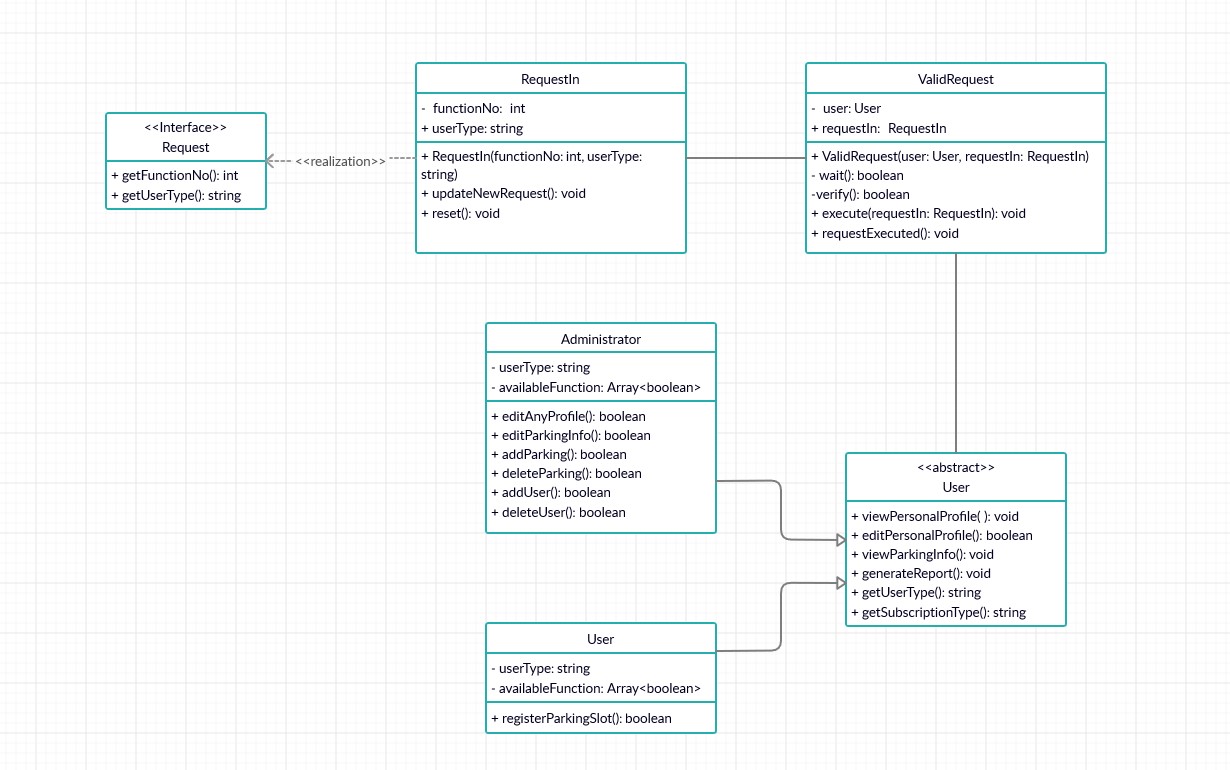 <<Interface>>
Request
+ getFunctionNo(): int
+ getUserType(): string
<<realization>>
RequestIn
- functionNo: int
+ userType: string
+ RequestIn(functionNo: int, userType:
string)
+ updateNewRequest(): void
+ reset(): void
ValidRequest
- user: User
+ requestIn: RequestIn
+ ValidRequest(user: User, requestIn: RequestIn)
- wait(): boolean
-verify(): boolean
+ execute(requestIn: RequestIn): void
+ requestExecuted(): void
Administrator
- userType: string
- availableFunction: Array<boolean>
+ editAnyProfile(): boolean
+ editParkingInfo(): boolean
+ addParking(): boolean
+ deleteParking(): boolean
+ addUser(): boolean
+ deleteUser(): boolean
<<abstract>>
User
+ viewPersonalProfile( ): void
+ editPersonalProfile(): boolean
+ viewParkingInfo(): void
+ generateReport(): void
+ getUserType(): string
+ getSubscriptionType(): string
User
- userType: string
- availableFunction: Array<boolean>
+ registerParkingSlot(): boolean